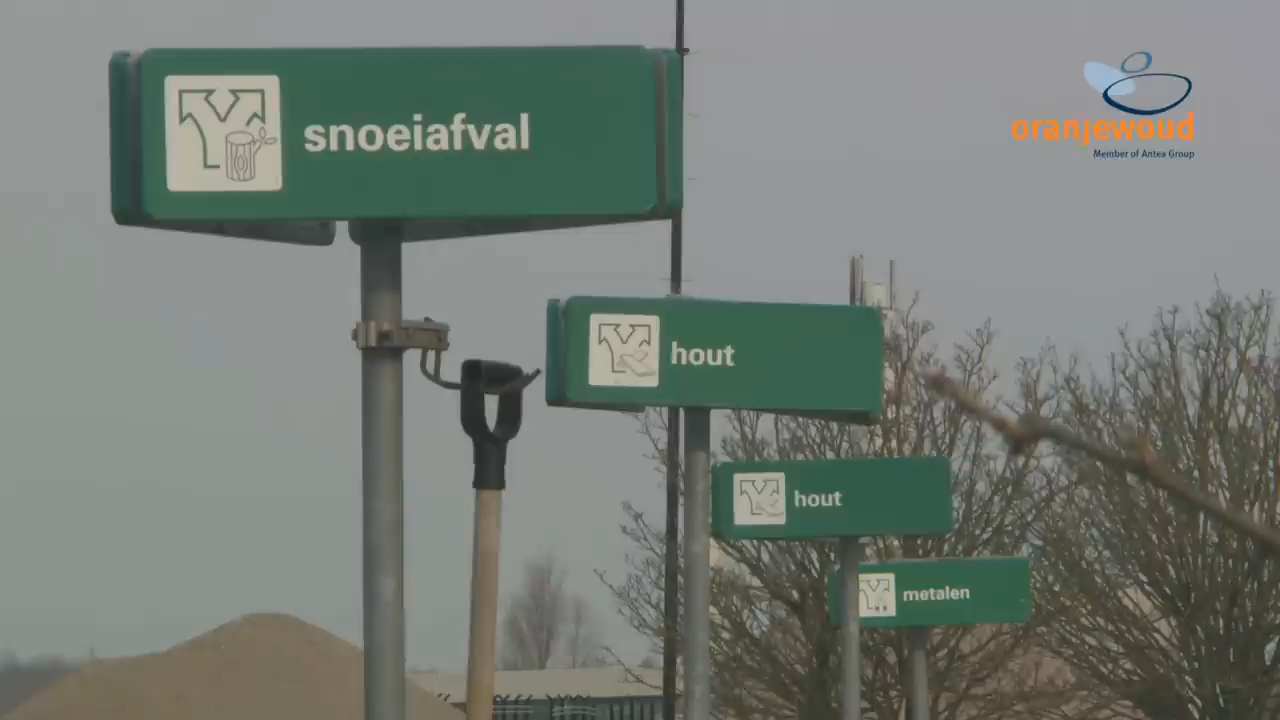 snoeiafval
oranjewoud
Member of Antea Group
hout
hout
metalen